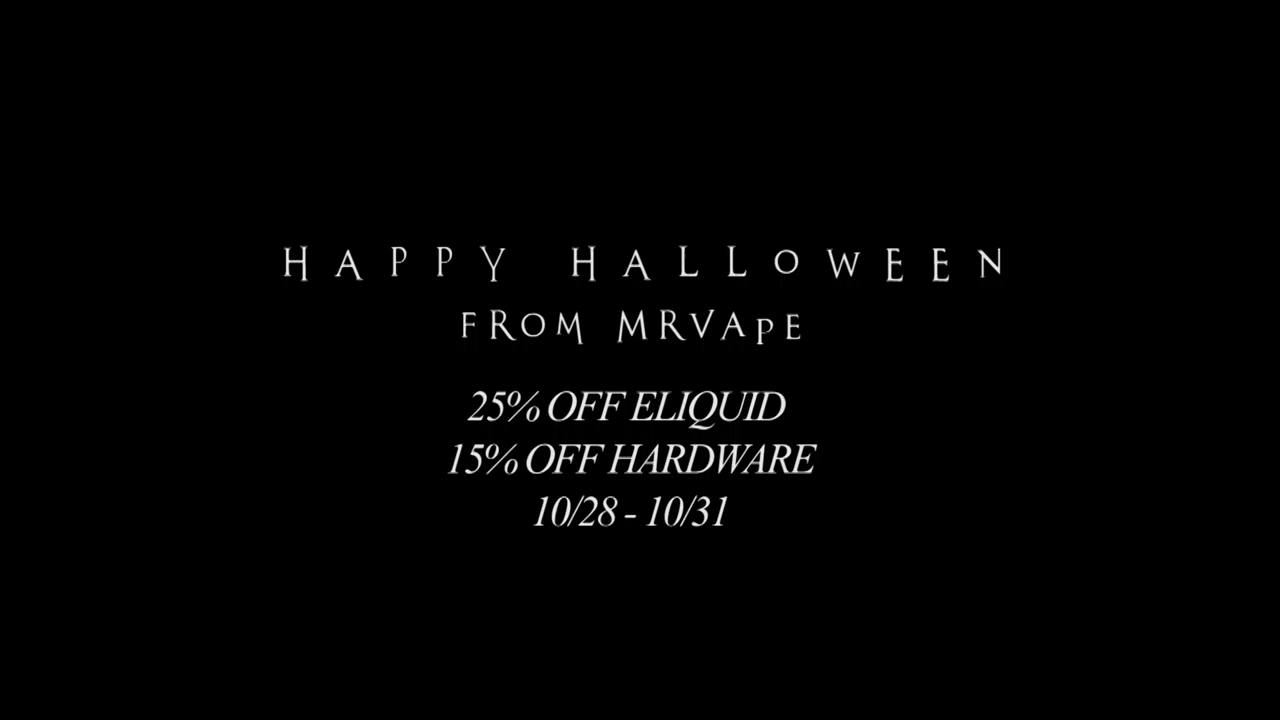 HAPPY HALLOWEEN
FROM MRVAPE
25% OFF ELIQUID
15% OFF HARDWARE
10/28 - 10/31